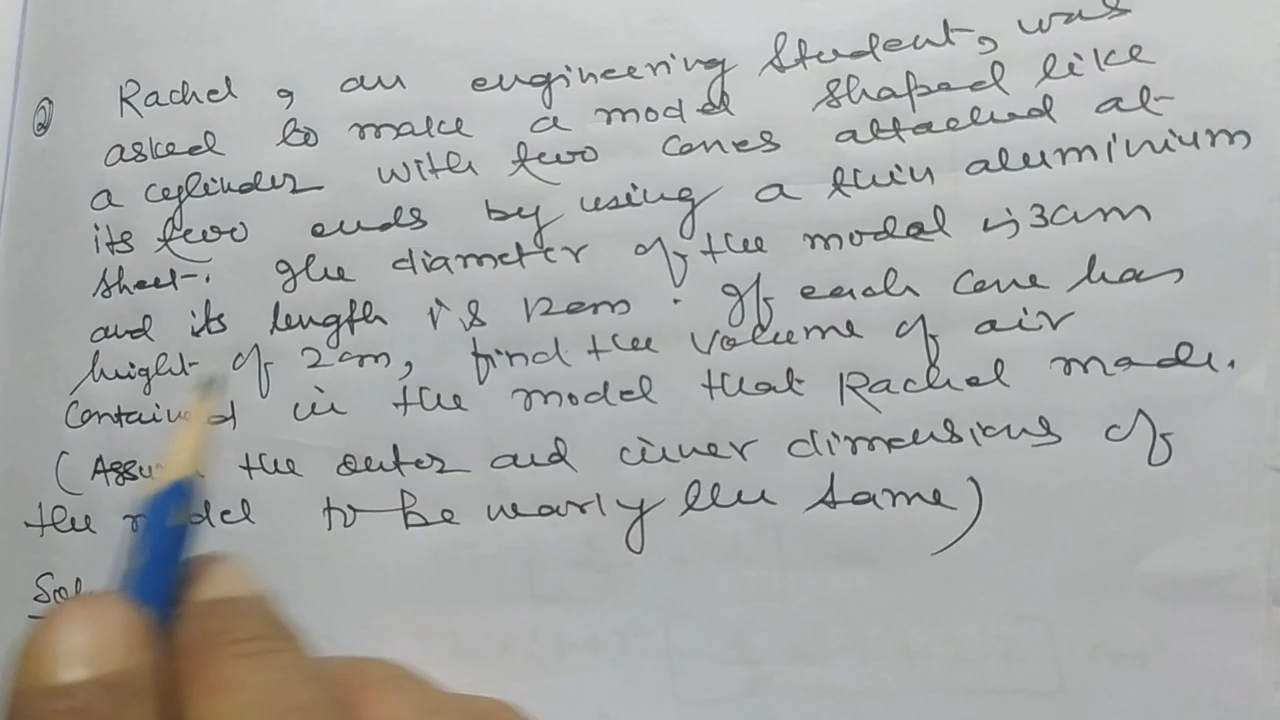 Q Rachel, an engineering student, was
asked to make a model shaped like
a cylinder with two cones attached at
its two ends by using a thin aluminium
sheet. The diameter of the model is 3cm
and its length is 12cm. If each cone has
height of 2cm, find the volume of air
contained in the model that Rachel made.
(Assume the outer and inner dimensions of
the model to be nearly the same)
Sol